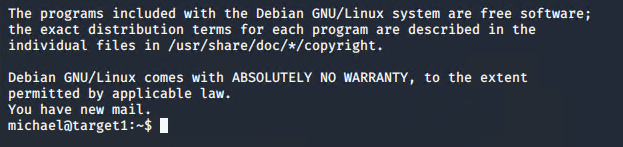 The programs included with the Debian GNU/Linux system are free software;
the exact distribution terms for each program are described in the
individual files in /usr/share/doc/*/copyright.
Debian GNU/Linux comes with ABSOLUTELY NO WARRANTY, to the extent
permitted by applicable law.
You have new mail.
michael@target1:~$